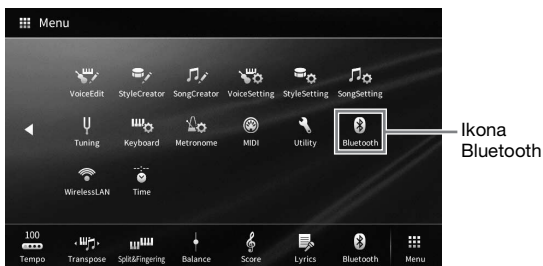 Menu
VoiceEdit StyleCreator SongCreator VoiceSetting StyleSetting SongSetting
Tuning Keyboard Metronome MIDI Utility Bluetooth
Ikona
Bluetooth
WirelessLAN Time
100
Tempo Transpose Split&Fingering Balance Score Lyrics Bluetooth Menu